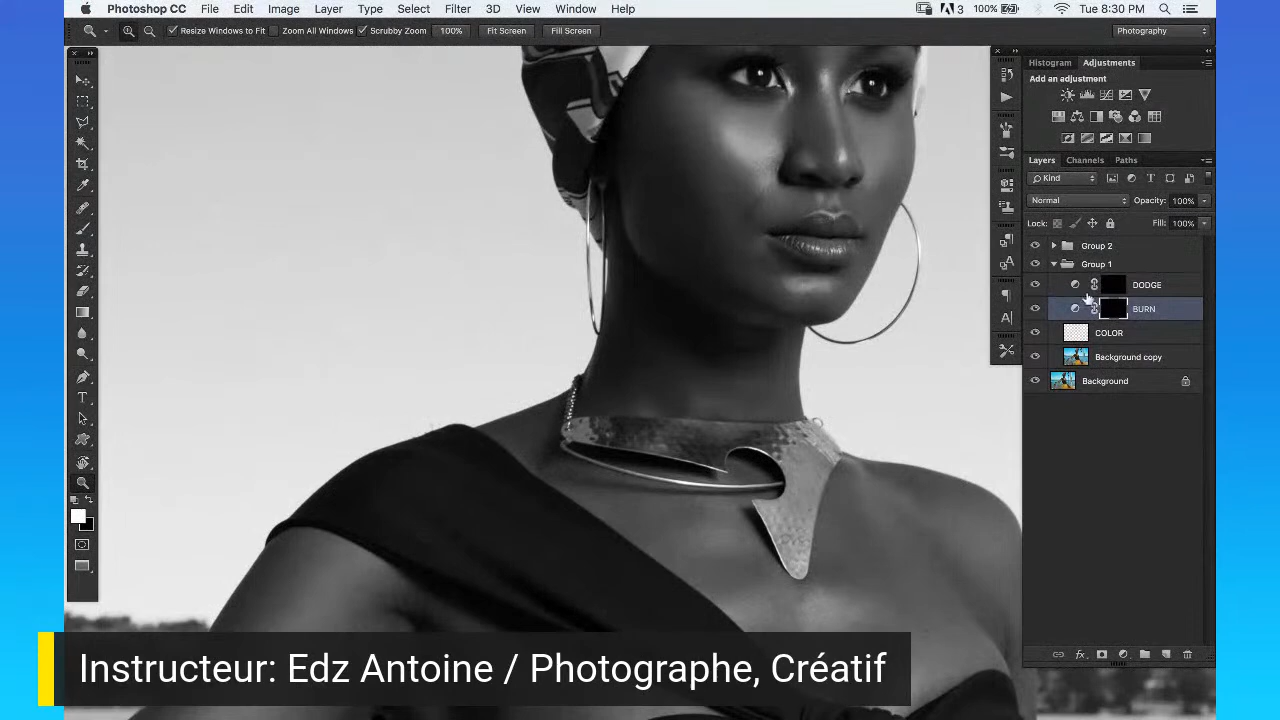 Photoshop CC File Edit Image Layer Type Select Filter 3D View Window Help 3 100% Tue 8:30 PM
Resize Windows to Fit Zoom All Windows Scrubby Zoom 100% Fit Screen Fill Screen Photography
Histogram Adjustments
Add an adjustment
Layers Channels Paths
Kind
Normal Opacity: 100%
Lock: Fill: 100%
Group 2
Group 1
DODGE
BURN
COLOR
Background copy
Background
Instructeur: Edz Antoine / Photographe, Créatif